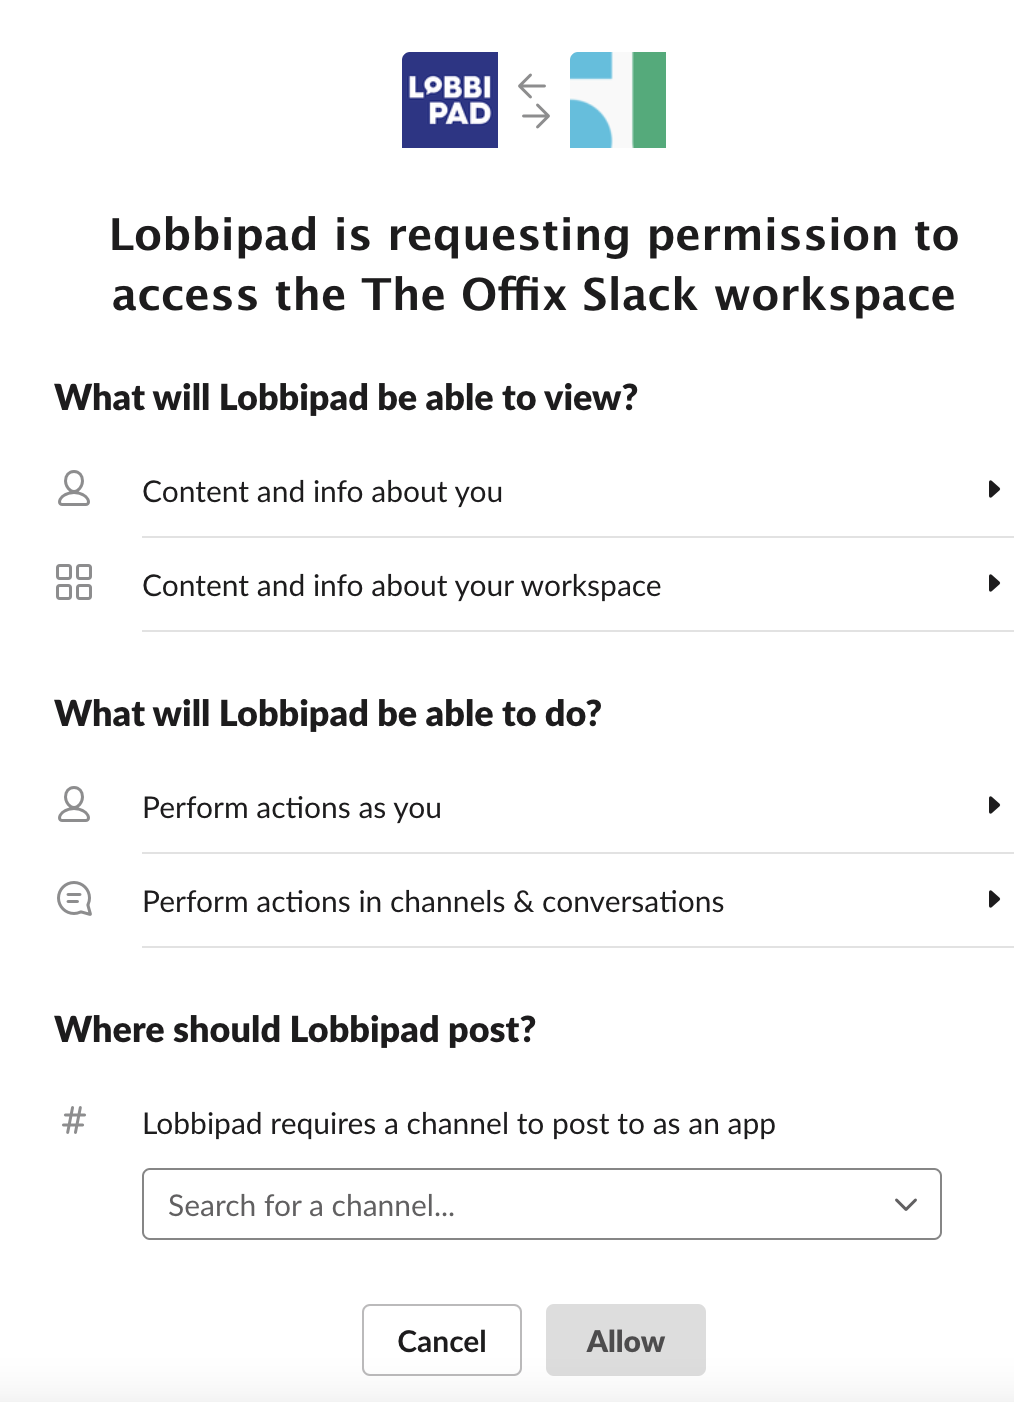 LOBBI
PAD
Lobbipad is requesting permission to
access the The Offix Slack workspace
What will Lobbipad be able to view?
Content and info about you
Content and info about your workspace
What will Lobbipad be able to do?
Perform actions as you
Perform actions in channels & conversations
Where should Lobbipad post?
# Lobbipad requires a channel to post to as an app
Search for a channel...
Cancel Allow